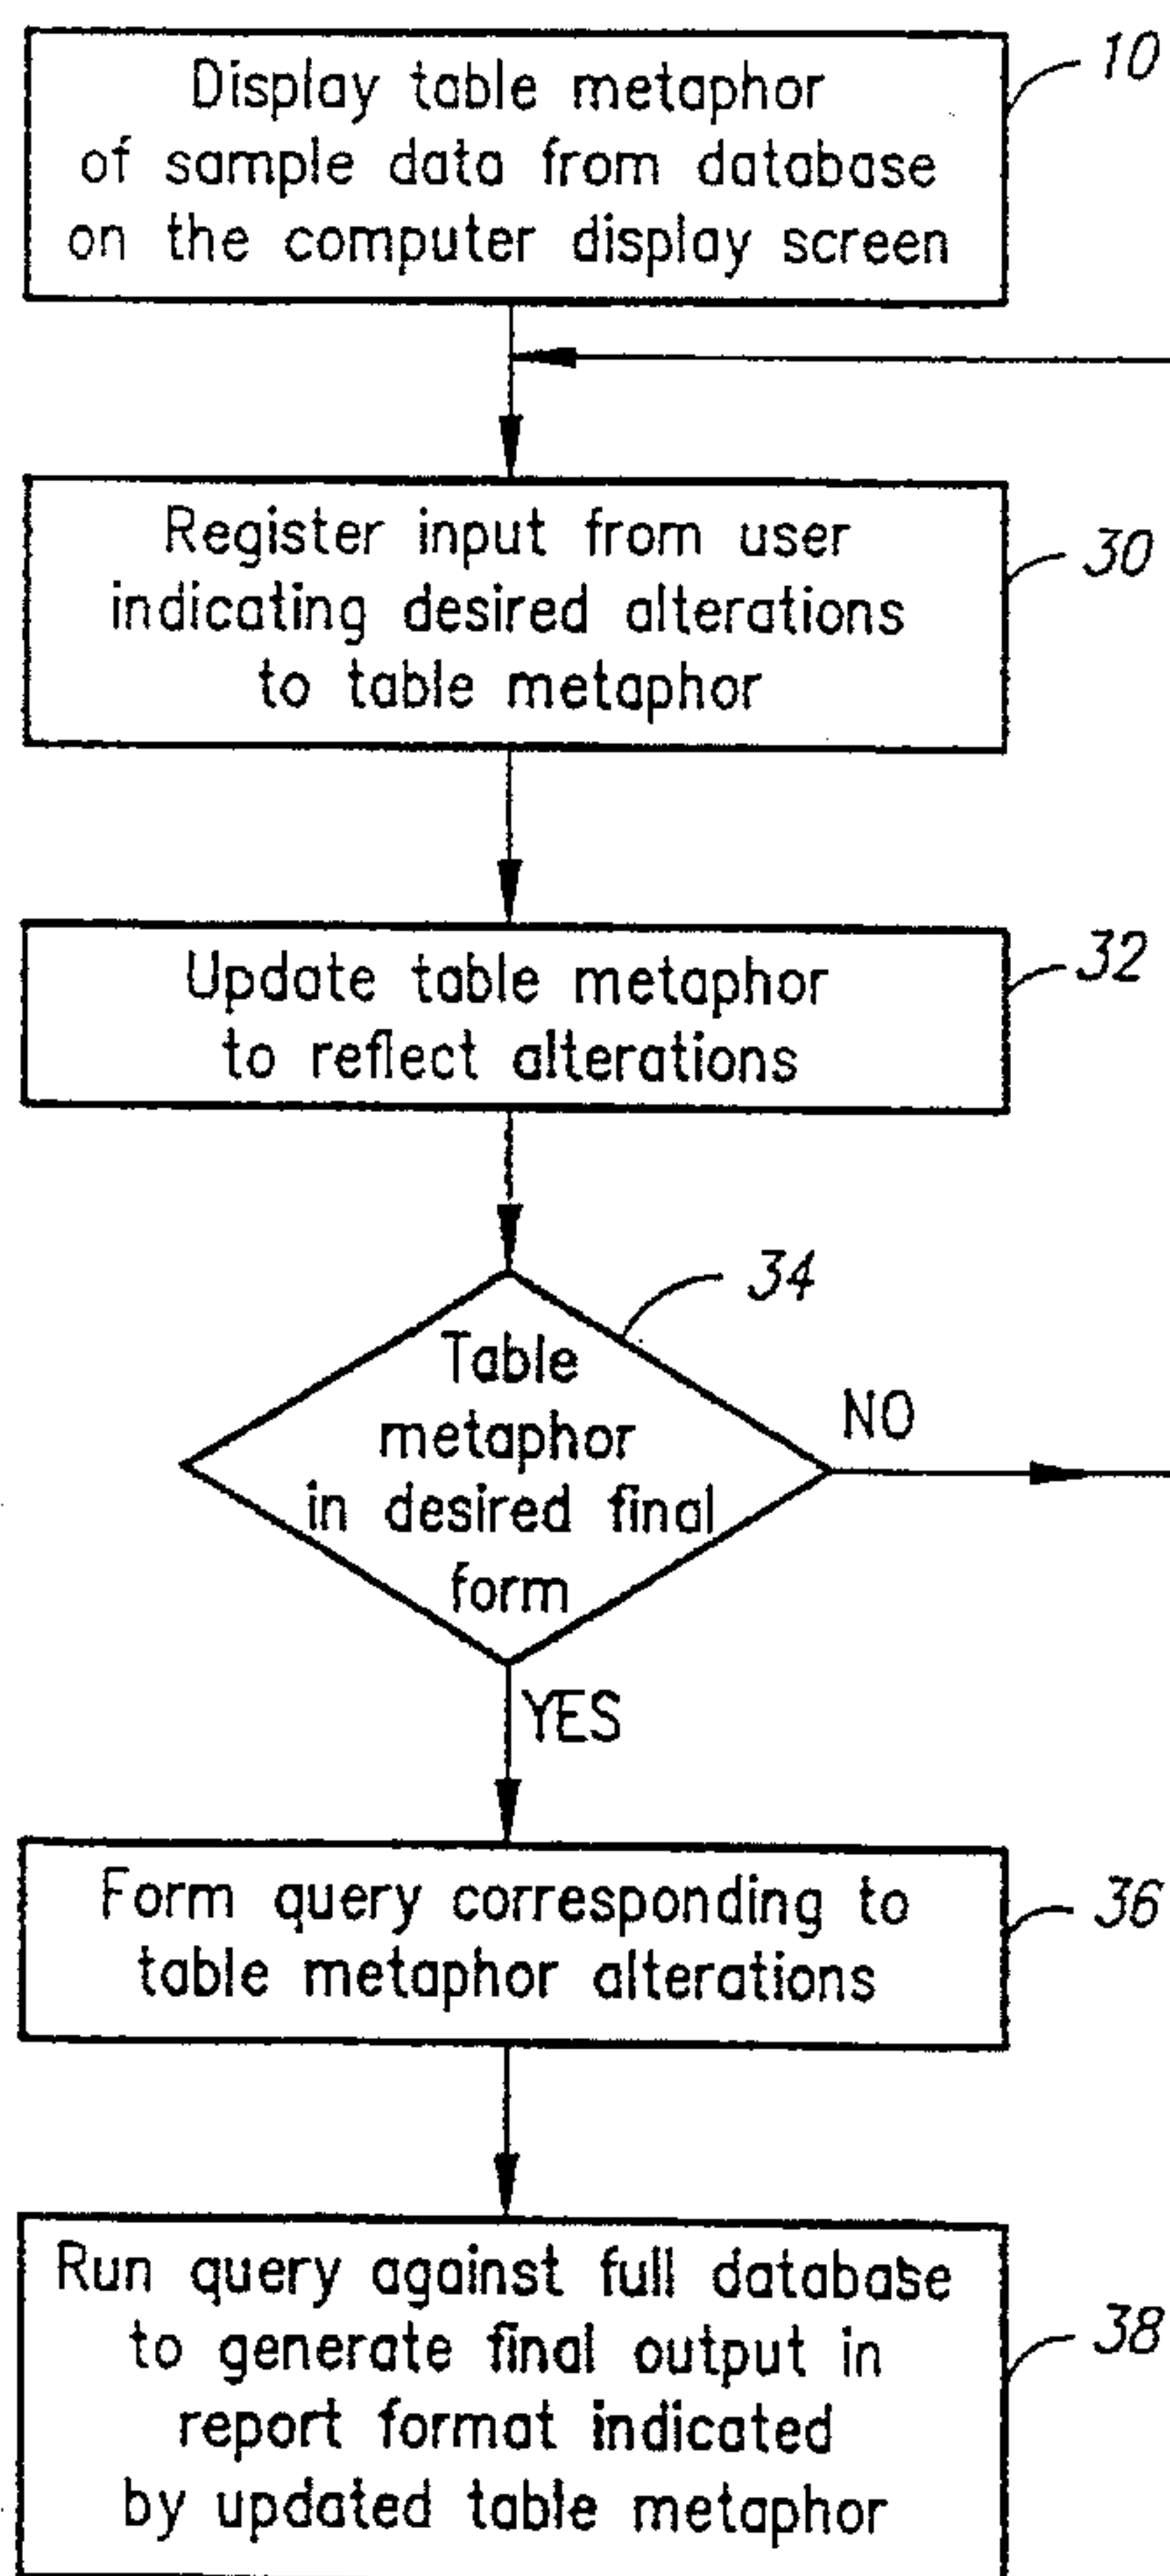 Display table metaphor
of sample data from database
on the computer display screen
10
Register input from user
indicating desired alterations
to table metaphor
30
Update table metaphor
to reflect alterations
32
34
Table
metaphor
in desired final
form
NO
YES
Form query corresponding to
table metaphor alterations
36
Run query against full database
to generate final output in
report format indicated
by updated table metaphor
38